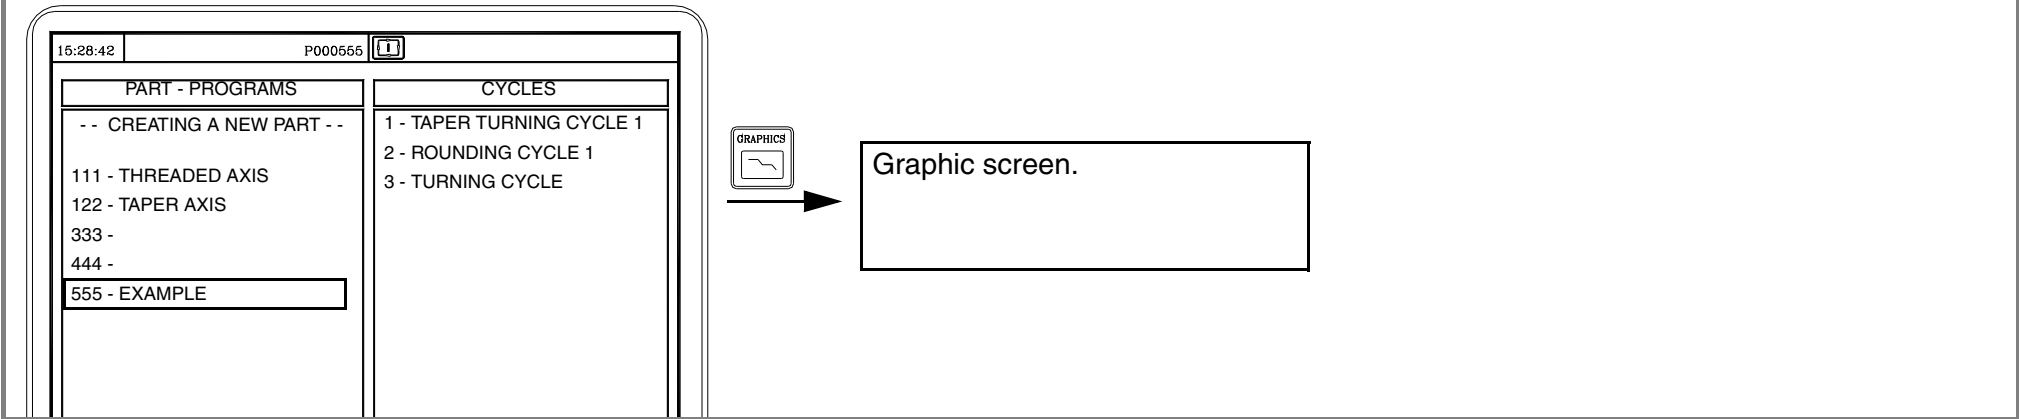 15:28:42
P000555
PART - PROGRAMS
- - CREATING A NEW PART - -
111 - THREADED AXIS
122 - TAPER AXIS
333 -
444 -
555 - EXAMPLE
CYCLES
1 - TAPER TURNING CYCLE 1
2 - ROUNDING CYCLE 1
3 - TURNING CYCLE
GRAPHICS
Graphic screen.